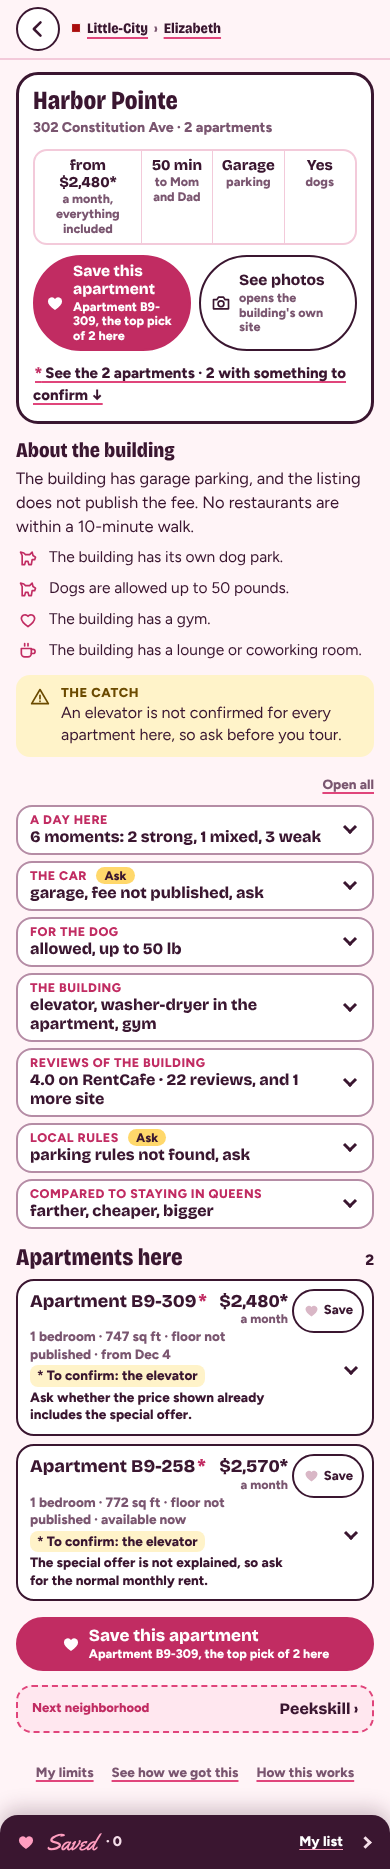 Little-City › Elizabeth
Harbor Pointe
302 Constitution Ave · 2 apartments
from
$2,480*
a month,
everything
included
50 min
to Mom
and Dad
Garage
parking
Yes
dogs
Save this
apartment
Apartment B9-
309, the top pick
of 2 here
See photos
opens the
building's own
site
* See the 2 apartments · 2 with something to
confirm ↓
About the building
The building has garage parking, and the listing
does not publish the fee. No restaurants are
within a 10-minute walk.
The building has its own dog park.
Dogs are allowed up to 50 pounds.
The building has a gym.
The building has a lounge or coworking room.
THE CATCH
An elevator is not confirmed for every
apartment here, so ask before you tour.
Open all
A DAY HERE
6 moments: 2 strong, 1 mixed, 3 weak
THE CAR Ask
garage, fee not published, ask
FOR THE DOG
allowed, up to 50 lb
THE BUILDING
elevator, washer-dryer in the
apartment, gym
REVIEWS OF THE BUILDING
4.0 on RentCafe · 22 reviews, and 1
more site
LOCAL RULES Ask
parking rules not found, ask
COMPARED TO STAYING IN QUEENS
farther, cheaper, bigger
Apartments here 2
Apartment B9-309* $2,480*
a month
Save
1 bedroom · 747 sq ft · floor not
published · from Dec 4
* To confirm: the elevator
Ask whether the price shown already
includes the special offer.
Apartment B9-258* $2,570*
a month
Save
1 bedroom · 772 sq ft · floor not
published · available now
* To confirm: the elevator
The special offer is not explained, so ask
for the normal monthly rent.
Save this apartment
Apartment B9-309, the top pick of 2 here
Next neighborhood Peekskill ›
My limits See how we got this How this works
Saved · 0 My list